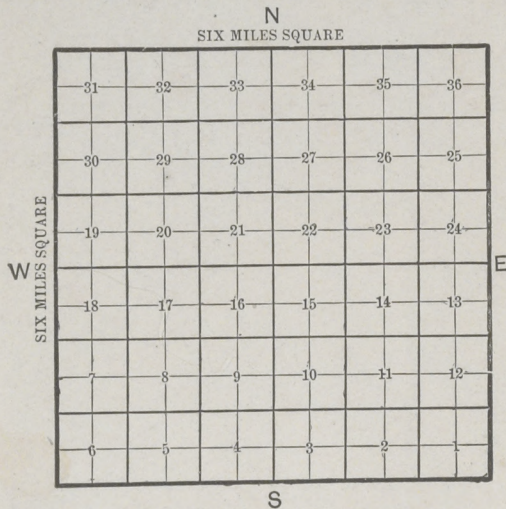 N
SIX MILES SQUARE
31 32 33 34 35 36
30 29 28 27 26 25
SIX MILES SQUARE
19 20 21 22 23 24
W E
18 17 16 15 14 13
7 8 9 10 11 12
6 5 4 3 2 1
S